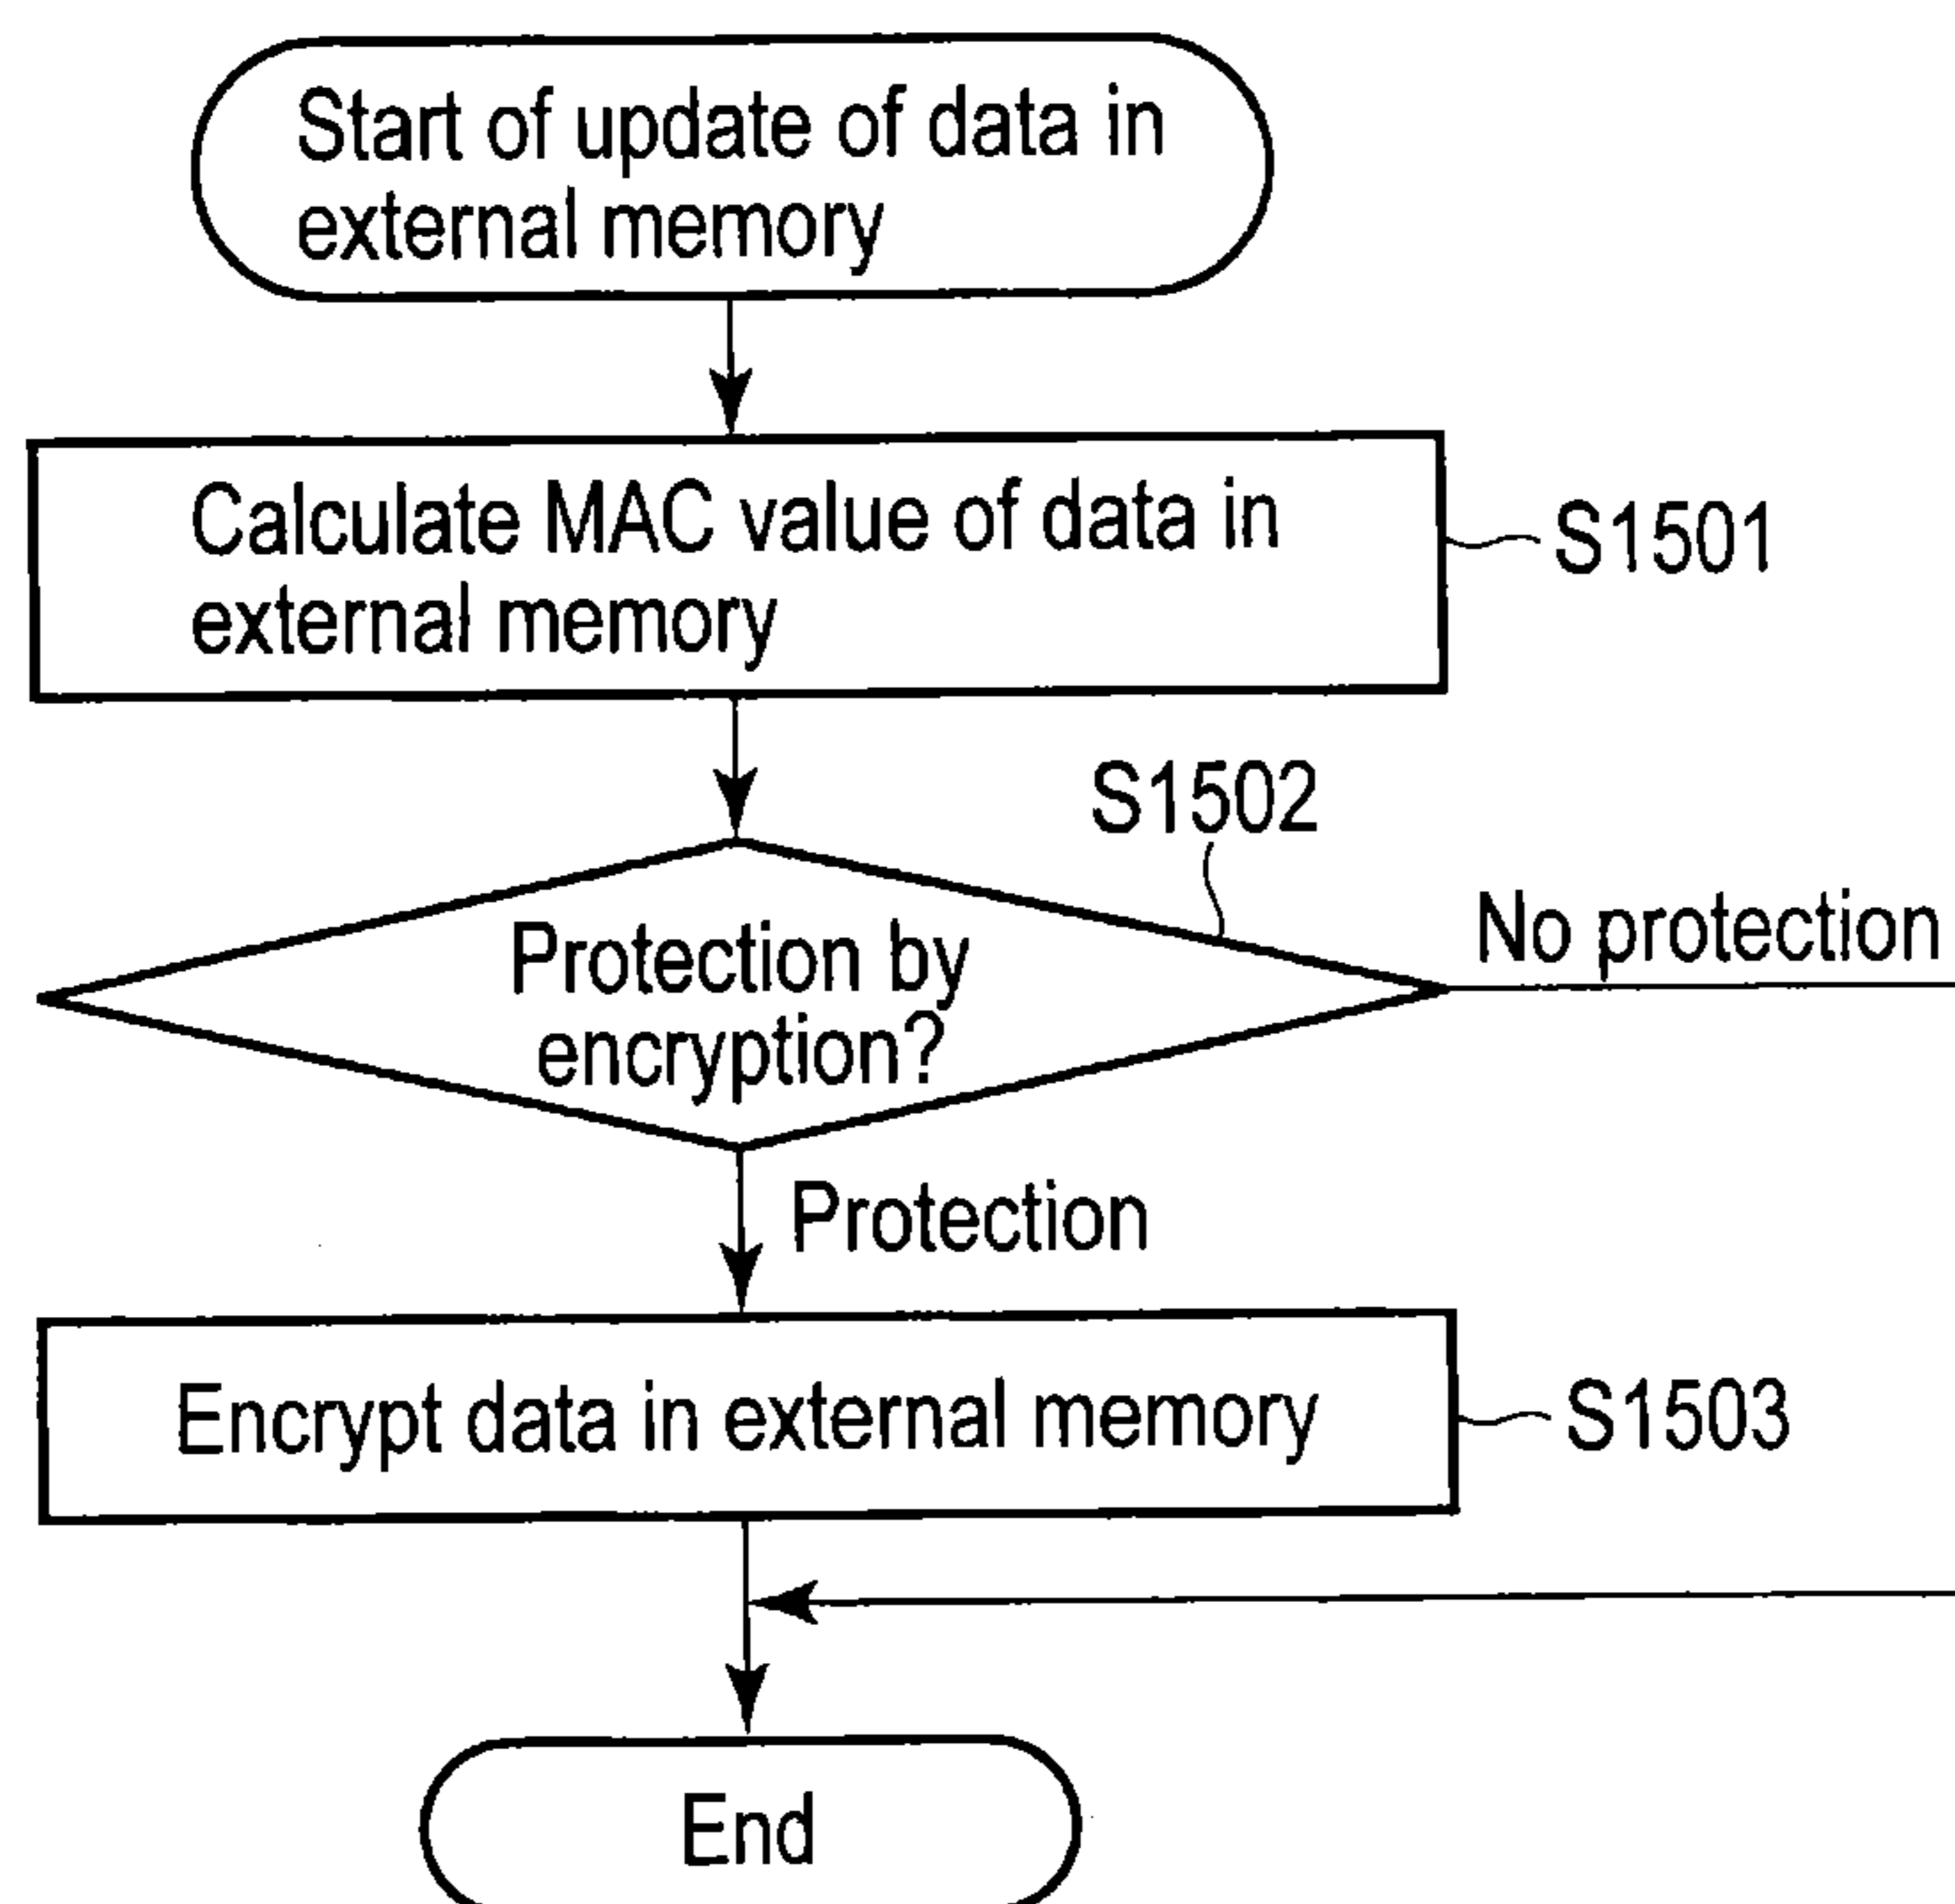 Start of update of data in
external memory
Calculate MAC value of data in
external memory
S1501
S1502
Protection by
encryption?
No protection
Protection
Encrypt data in external memory
S1503
End